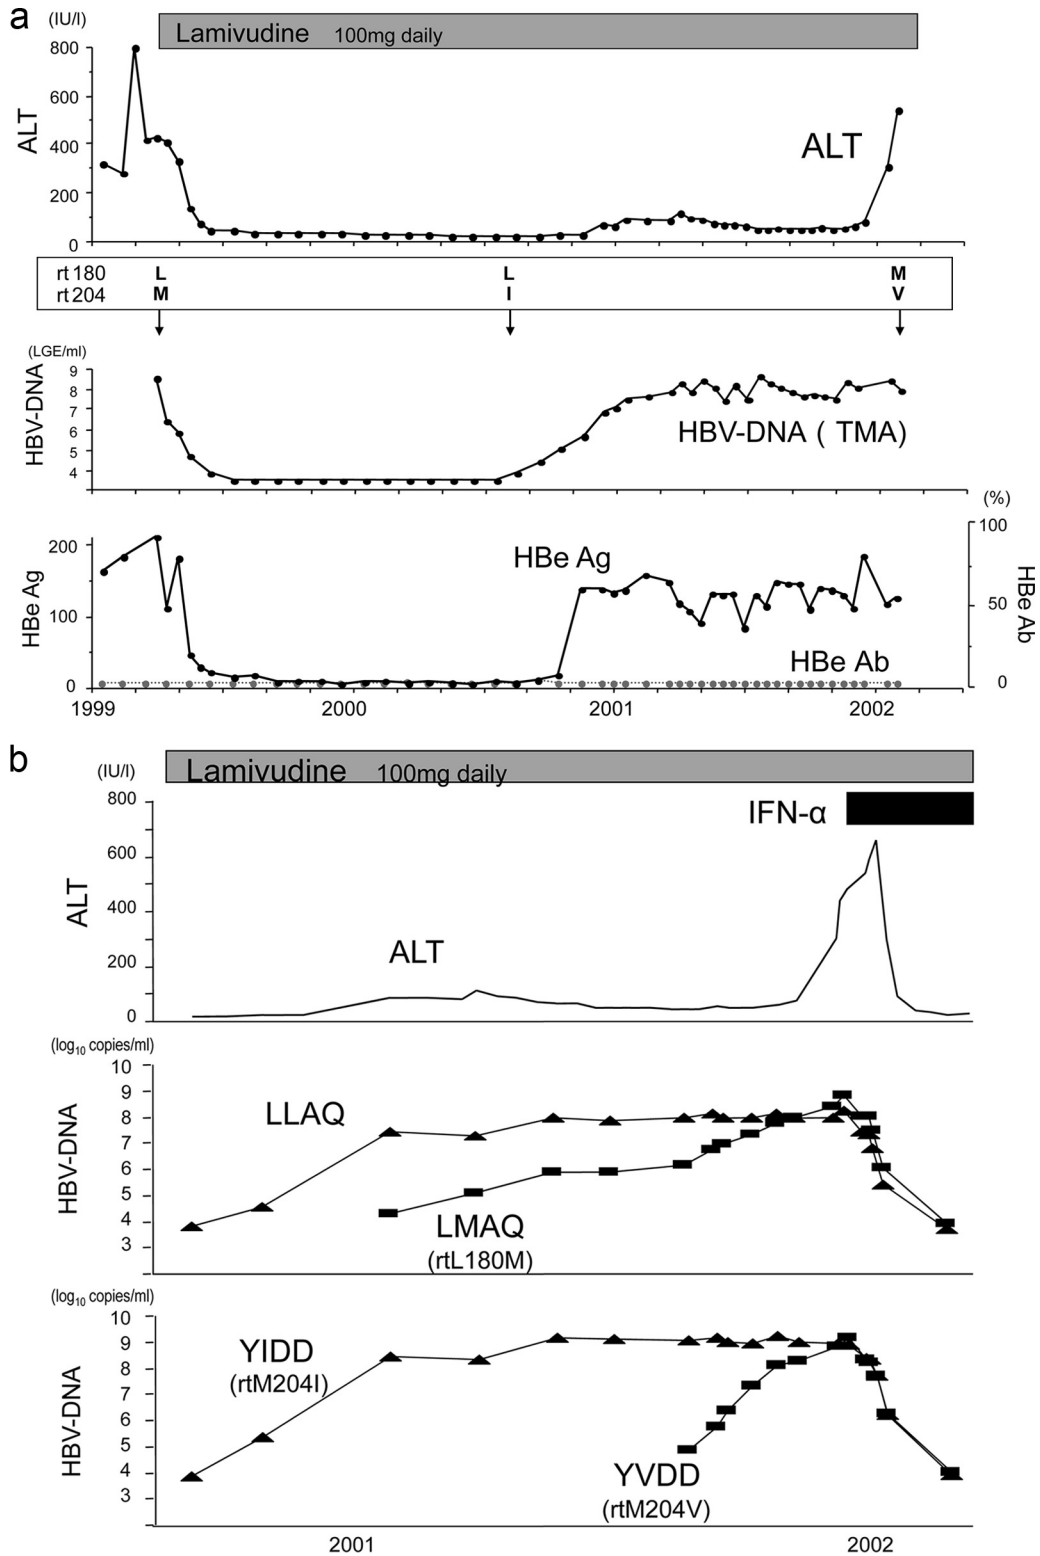 a
(IU/l)
Lamivudine 100mg daily
800
600
400
200
0
ALT
ALT
rt180 L L M
rt204 M I V
(LGE/ml)
9
8
7
6
5
4
HBV-DNA
HBV-DNA ( TMA)
(%)
200
100
0
HBe Ag
HBe Ag
HBe Ab
100
50
0
HBe Ab
1999 2000 2001 2002
b
(IU/l)
Lamivudine 100mg daily
IFN-α
800
600
400
200
0
ALT
ALT
(log10 copies/ml)
10
9
8
7
6
5
4
3
HBV-DNA
LLAQ
LMAQ
(rtL180M)
(log10 copies/ml)
10
9
8
7
6
5
4
3
HBV-DNA
YIDD
(rtM204I)
YVDD
(rtM204V)
2001 2002